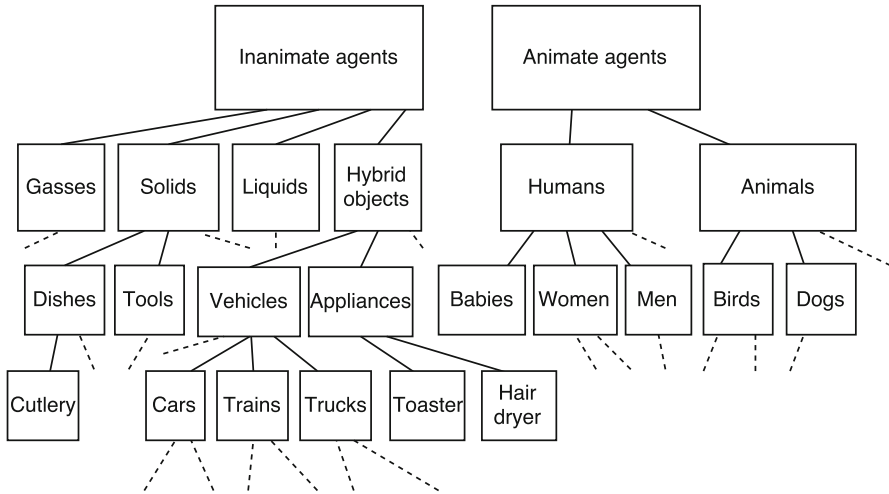 Inanimate agents
Animate agents
Gasses
Solids
Liquids
Hybrid
objects
Humans
Animals
Dishes
Tools
Vehicles
Appliances
Babies
Women
Men
Birds
Dogs
Cutlery
Cars
Trains
Trucks
Toaster
Hair
dryer